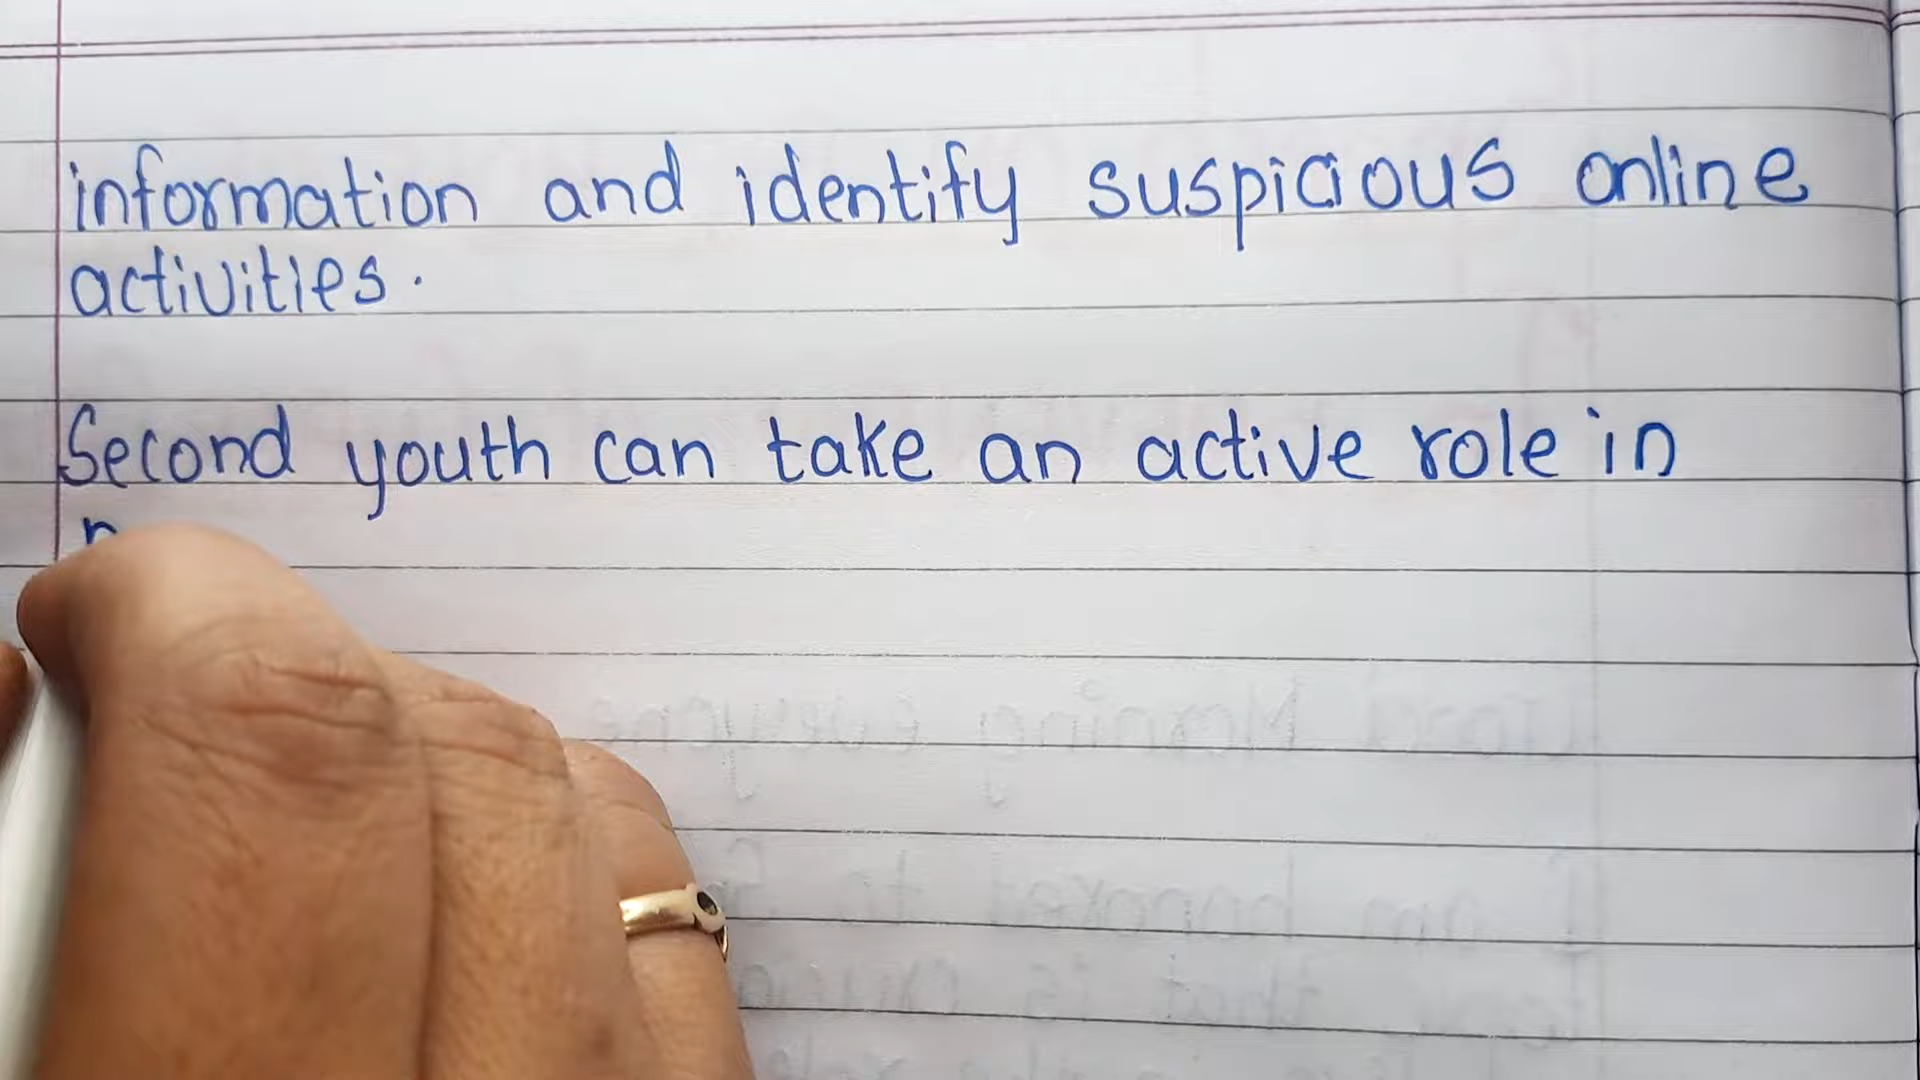 information and identify suspicious online
activities.
Second youth can take an active role in